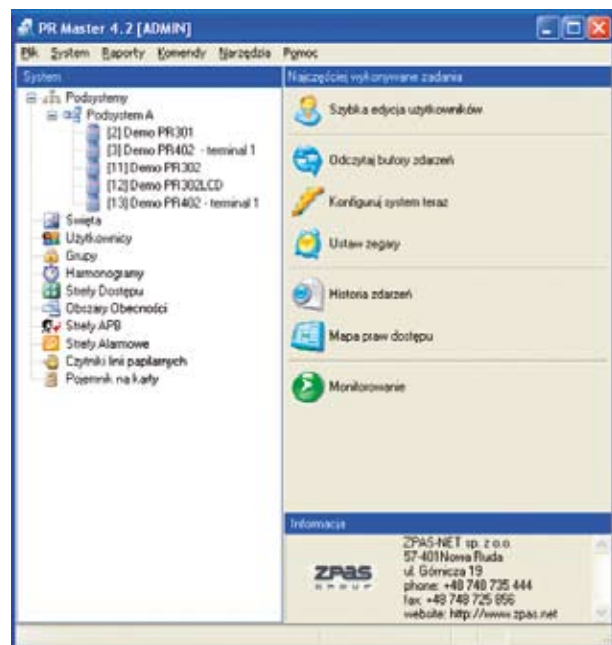 PR Master 4.2 [ADMIN]
Plik System Raporty Komendy Narzędzia Pomoc
System
Podsystemy
Podsystem A
[2] Demo PR301
[3] Demo PR402 - terminal 1
[11] Demo PR302
[12] Demo PR302LCD
[13] Demo PR402 - terminal 1
Święta
Użytkownicy
Grupy
Harmonogramy
Strefy Dostępu
Obszary Obecności
Strefy APB
Strefy Alarmowe
Czytniki linii papilarnych
Pojemnik na karty
Najczęściej wykonywane zadania
Szybka edycja użytkowników
Odczytaj bufory zdarzeń
Konfiguruj system teraz
Ustaw zegary
Historia zdarzeń
Mapa praw dostępu
Monitorowanie
Informacja
ZPAS
GROUP
ZPAS-NET sp. z o.o.
57-401Nowa Ruda
ul. Górnicza 19
phone: +48 748 735 444
fax: +48 748 725 856
website: http://www.zpas.net